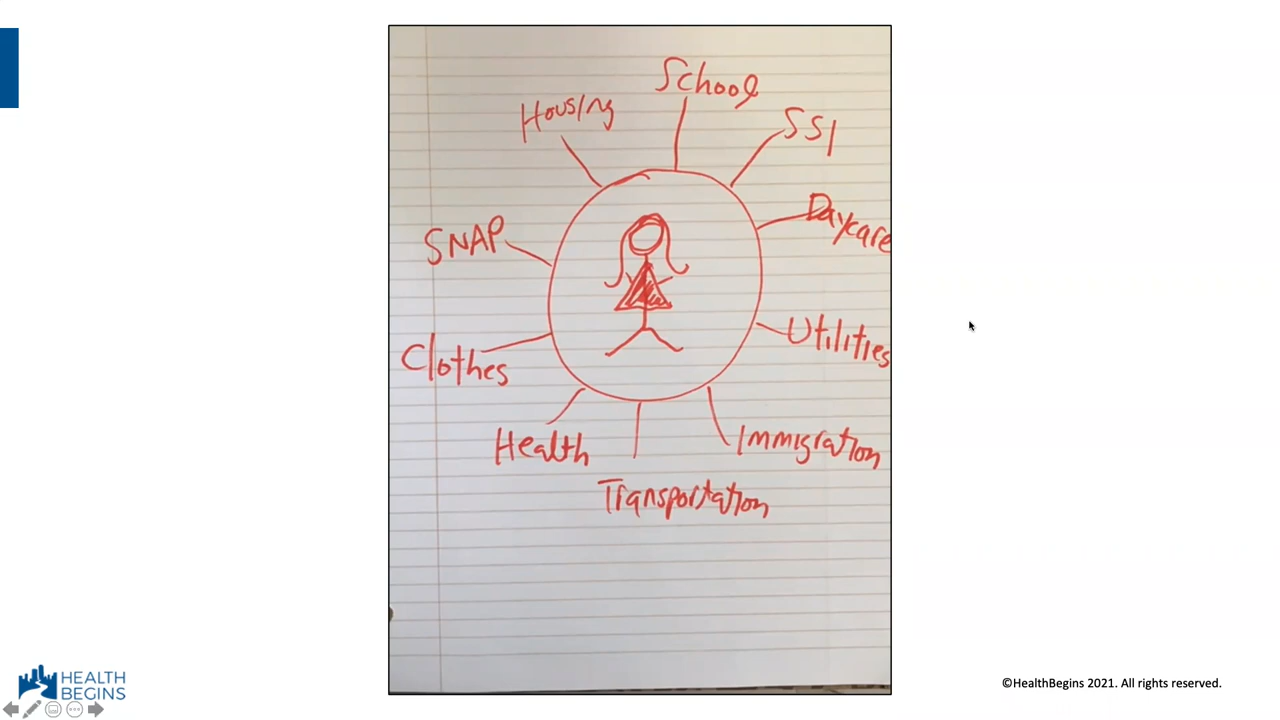 School
Housing
SSI
Daycare
SNAP
Utilities
Clothes
Immigration
Health
Transportation
HEALTH
BEGINS
©HealthBegins 2021. All rights reserved.